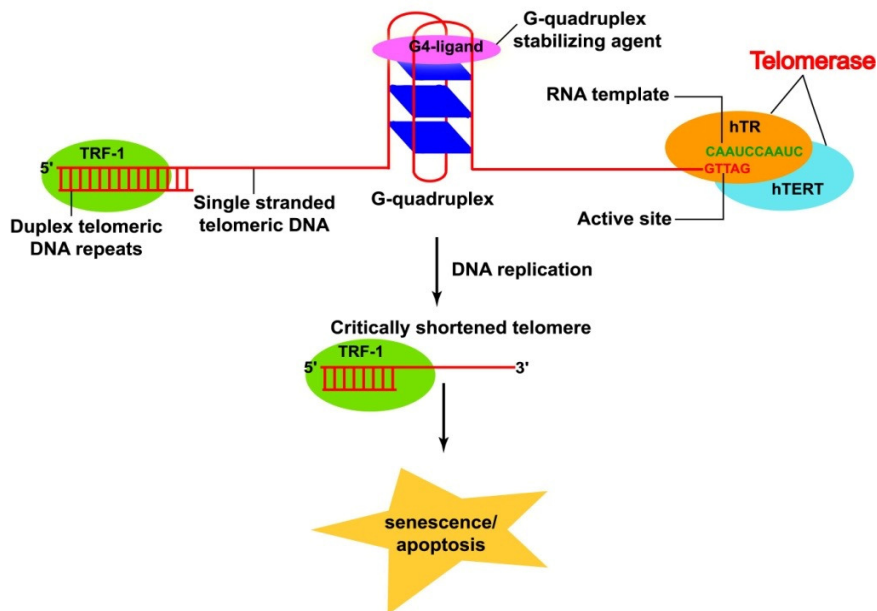 G-quadruplex
stabilizing agent
G4-ligand
Telomerase
RNA template
hTR
CAAUCCAAUC
GTTAG
hTERT
Active site
TRF-1
5'
Duplex telomeric
DNA repeats
Single stranded
telomeric DNA
G-quadruplex
DNA replication
Critically shortened telomere
TRF-1
5'
3'
senescence/
apoptosis